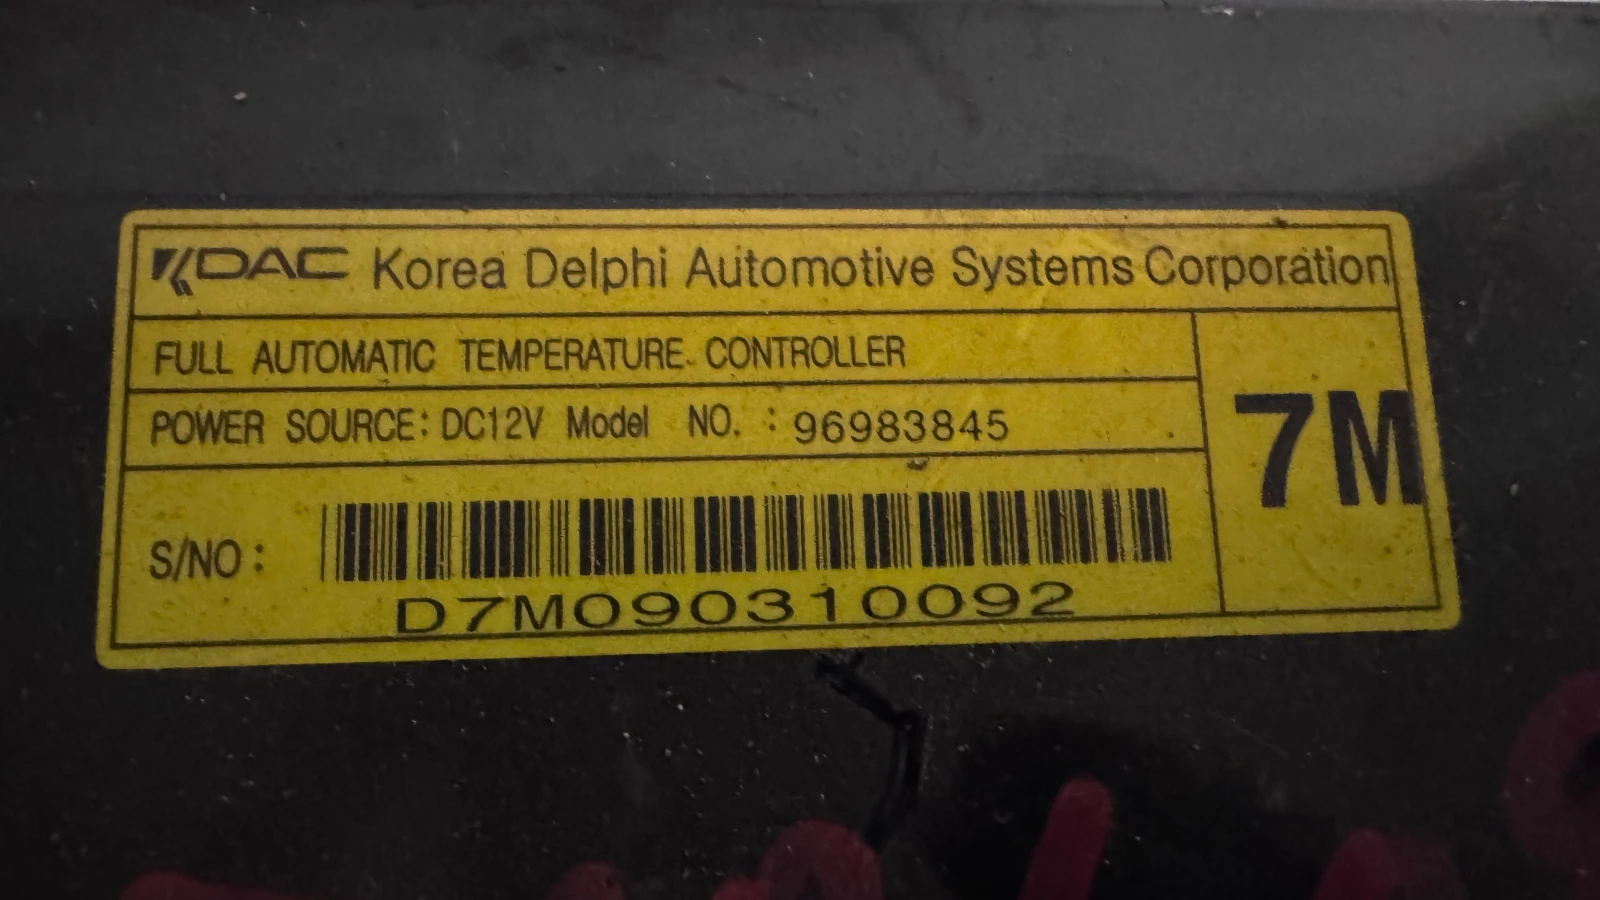 KDAC Korea Delphi Automotive Systems Corporation
FULL AUTOMATIC TEMPERATURE CONTROLLER
POWER SOURCE: DC12V Model NO. : 96983845
7M
S/NO:
D7M090310092